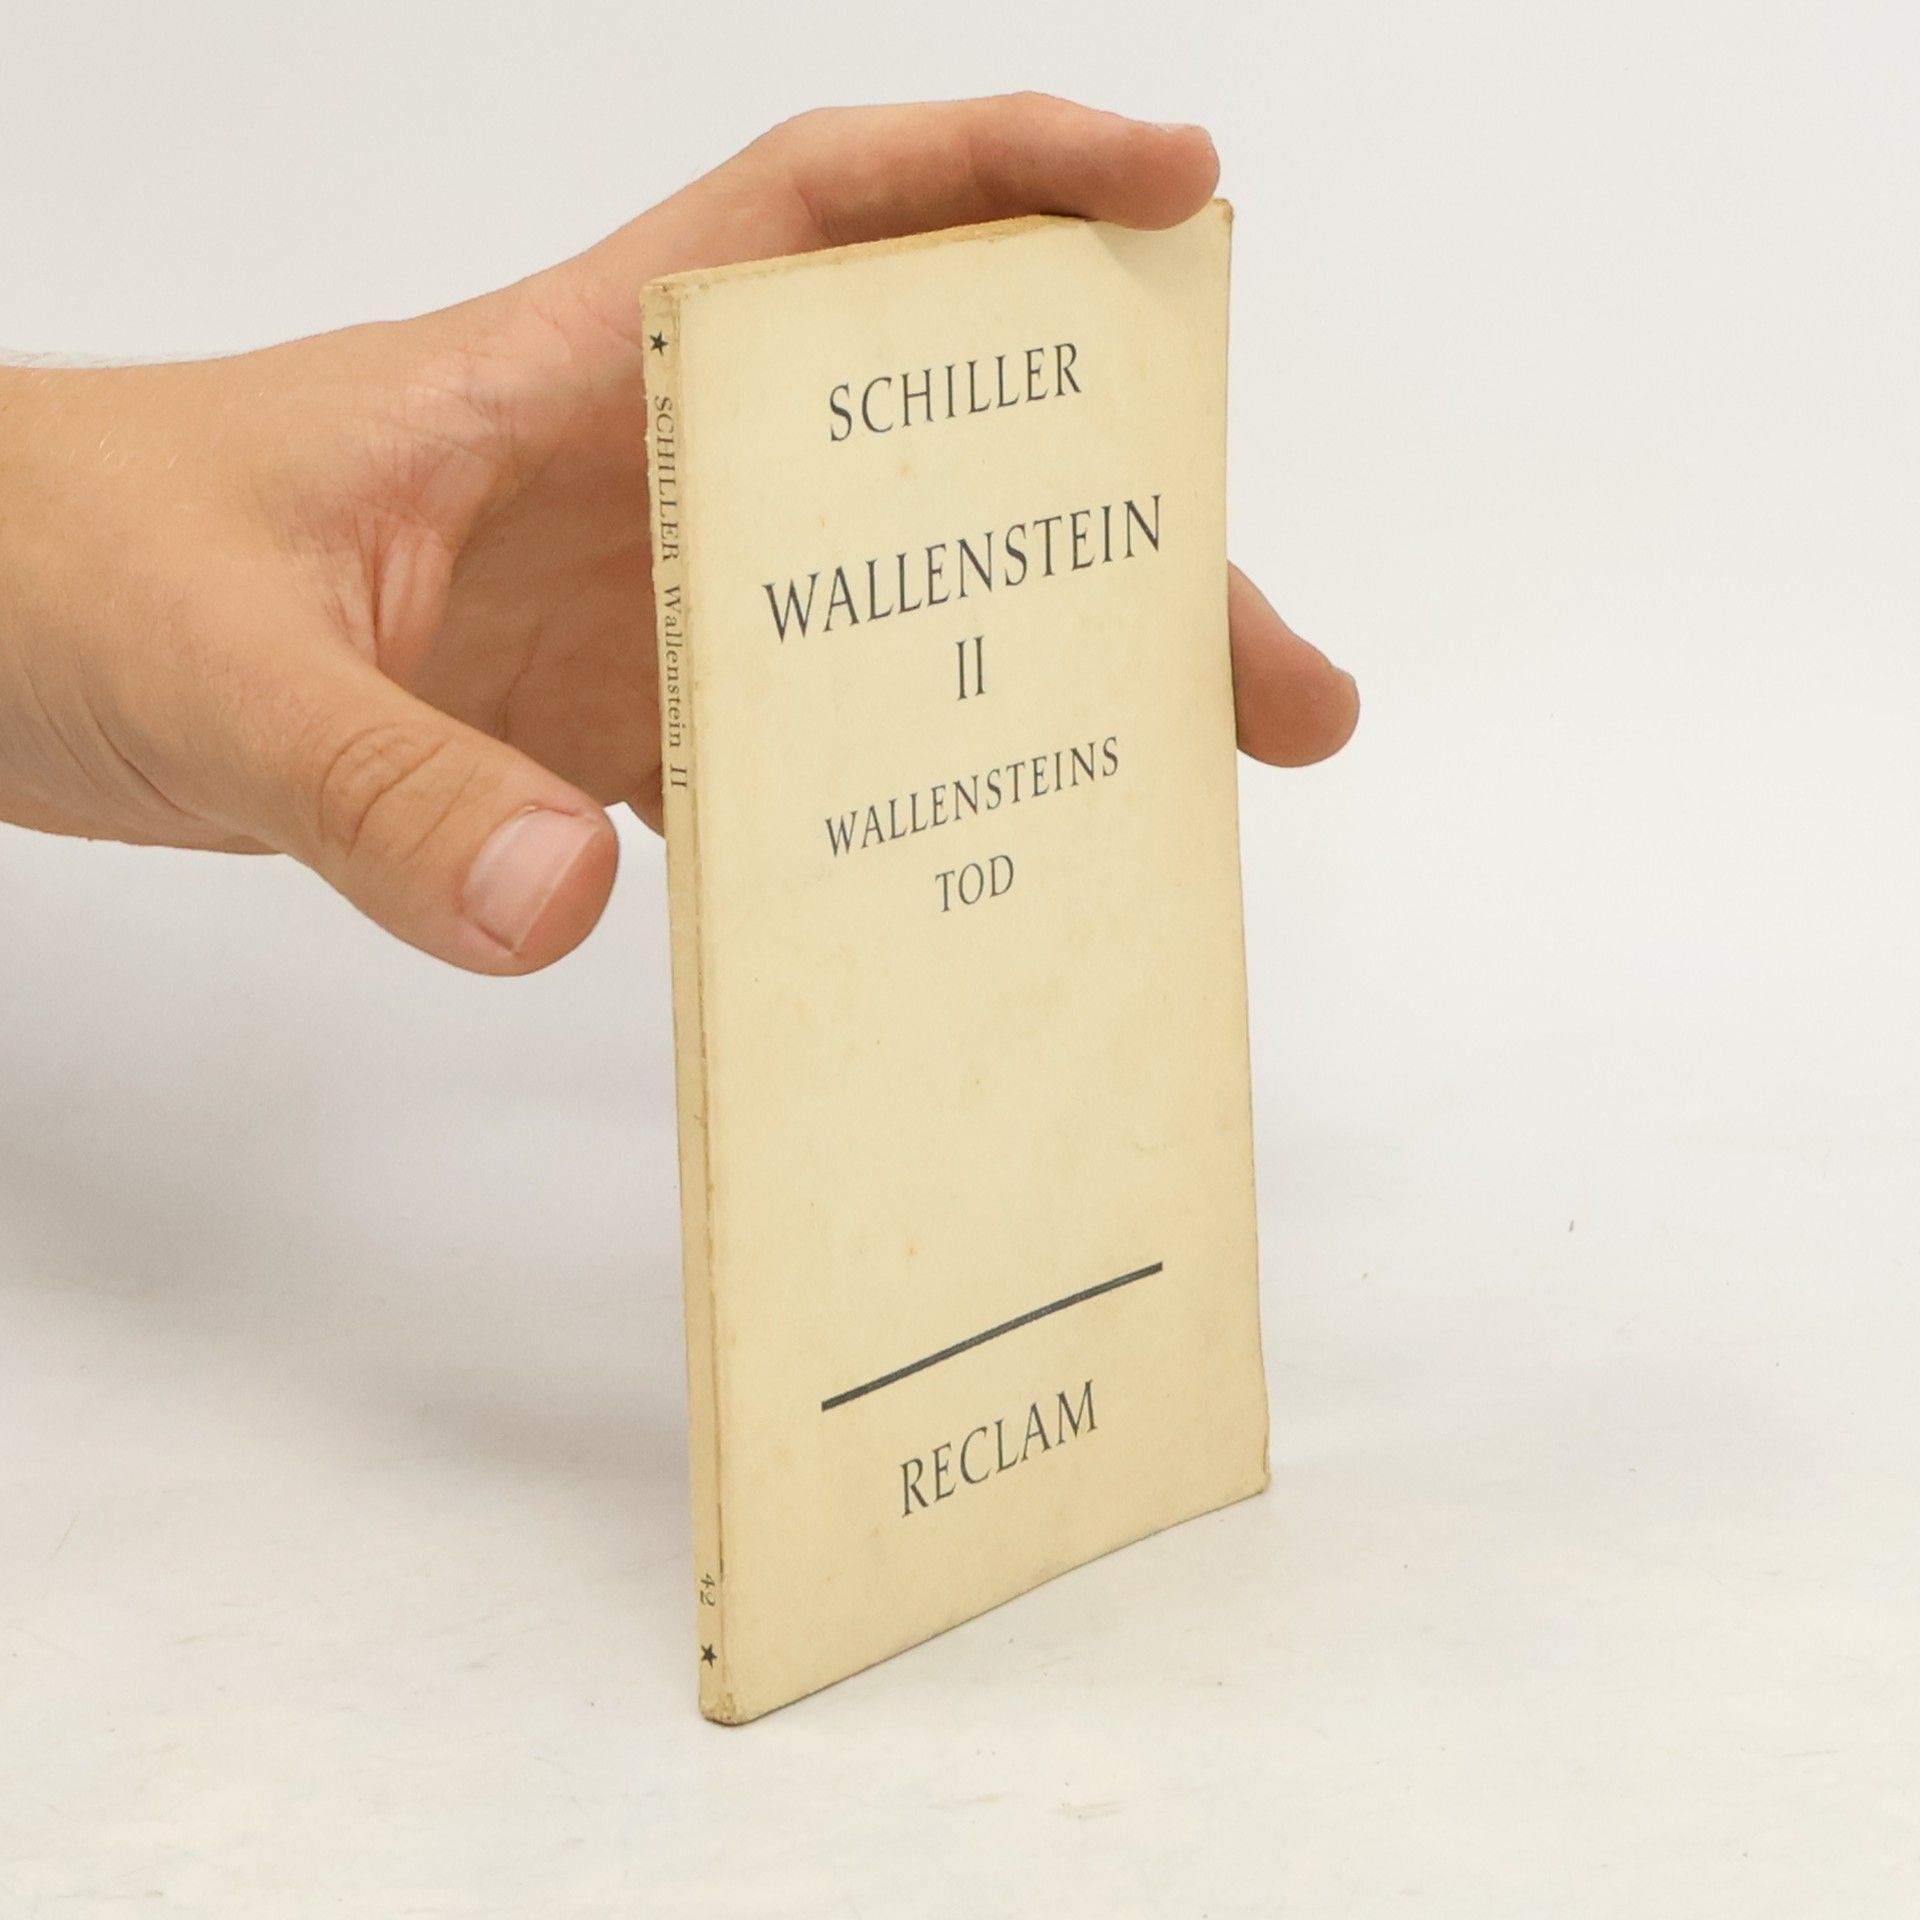 SCHILLER
WALLENSTEIN
II
WALLENSTEINS
TOD
RECLAM
★ SCHILLER Wallenstein II
42 ★